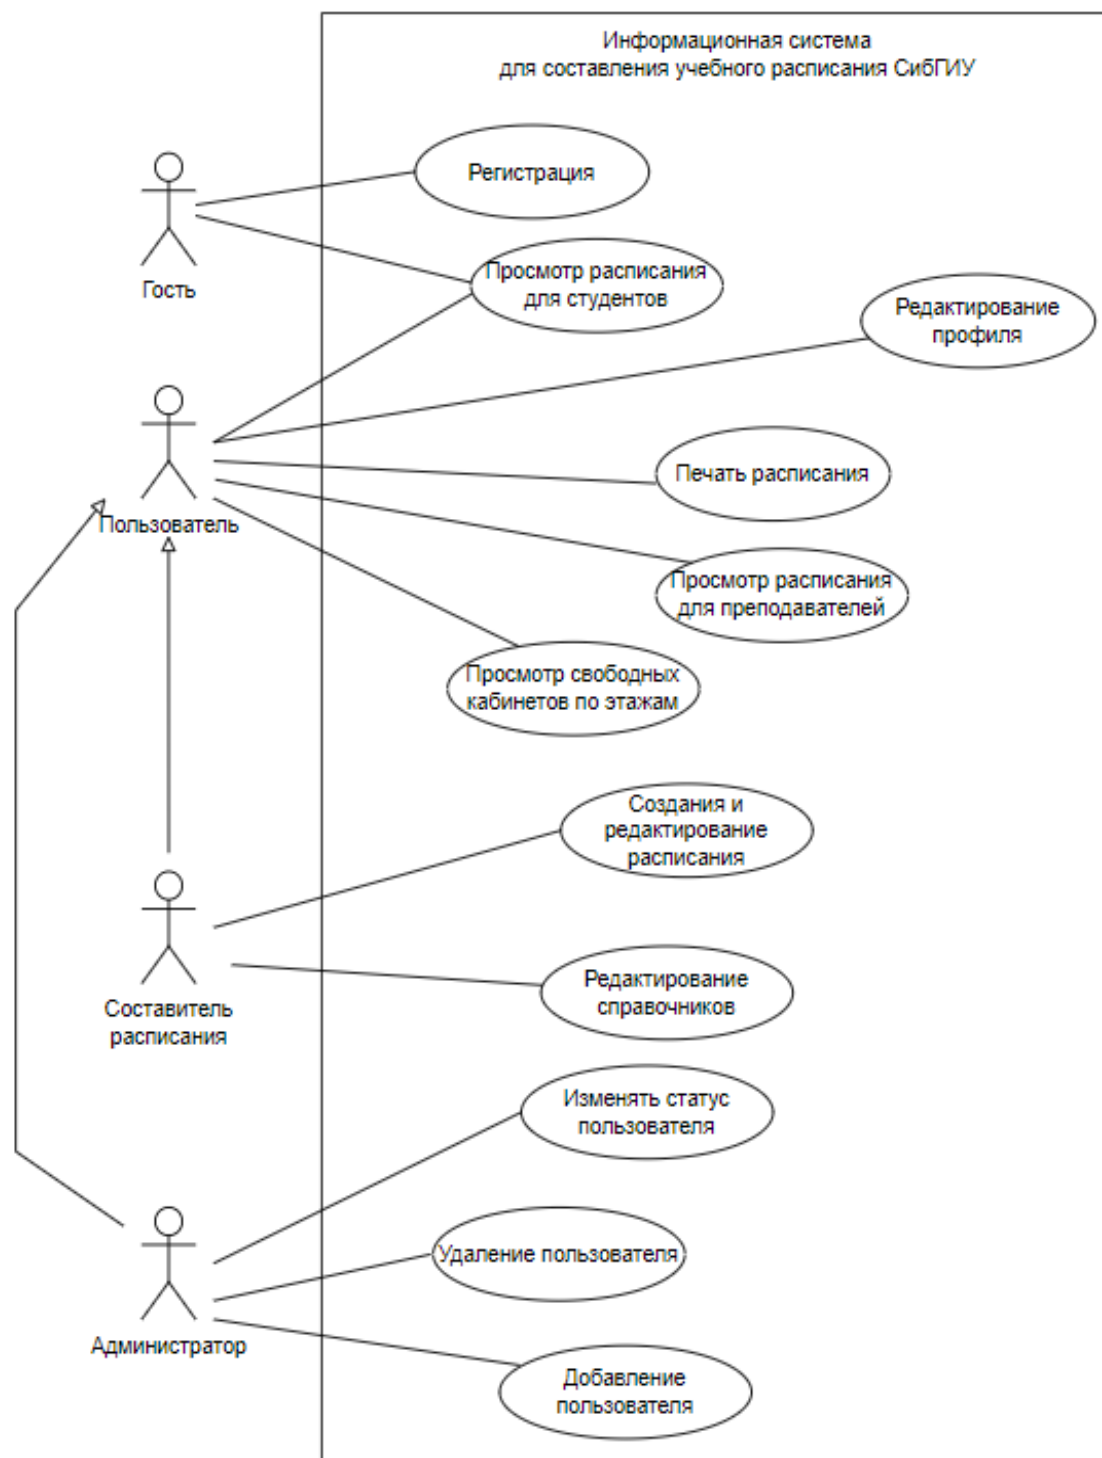 Информационная система
для составления учебного расписания СибГИУ
Регистрация
Гость
Просмотр расписания
для студентов
Редактирование
профиля
Пользователь
Печать расписания
Просмотр расписания
для преподавателей
Просмотр свободных
кабинетов по этажам
Создания и
редактирование
расписания
Составитель
расписания
Редактирование
справочников
Изменять статус
пользователя
Удаление пользователя
Администратор
Добавление
пользователя